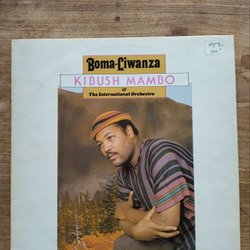 Boma-Liwanza
KIBUSH MAMBO
&
The International Orchestra